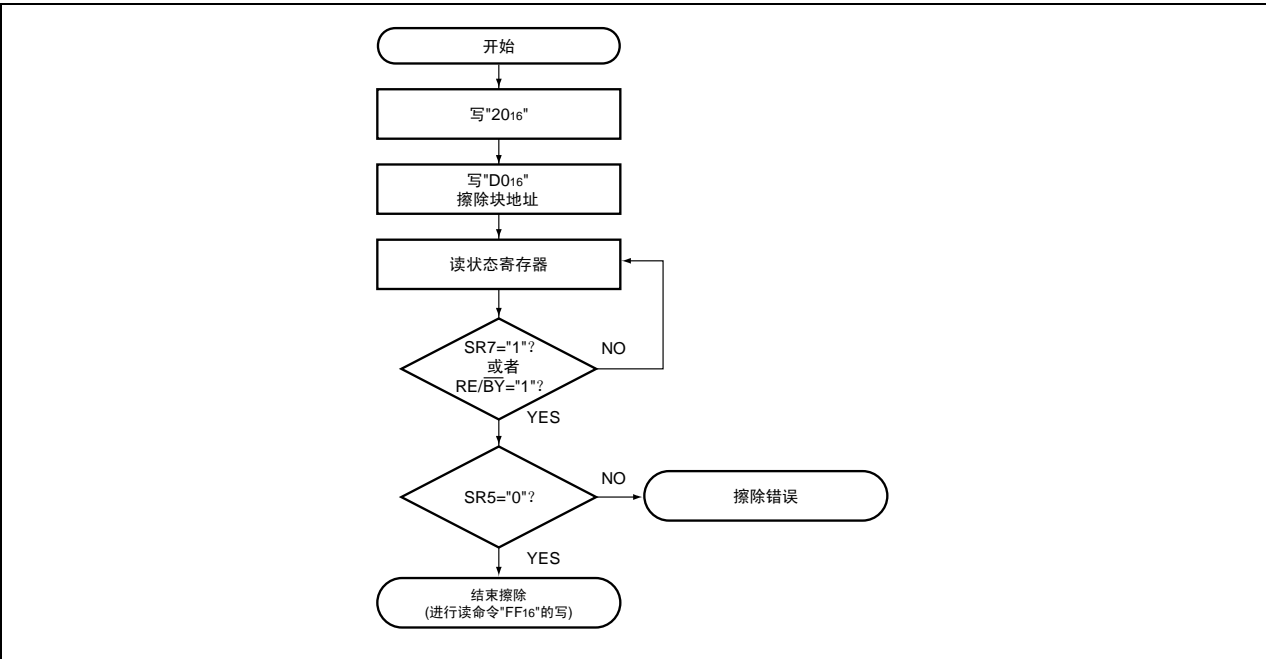 开始
写"2016"
写"D016"
擦除块地址
读状态寄存器
SR7="1"?
或者
RE/BY="1"?
NO
YES
SR5="0"?
NO
擦除错误
YES
结束擦除
(进行读命令"FF16"的写)